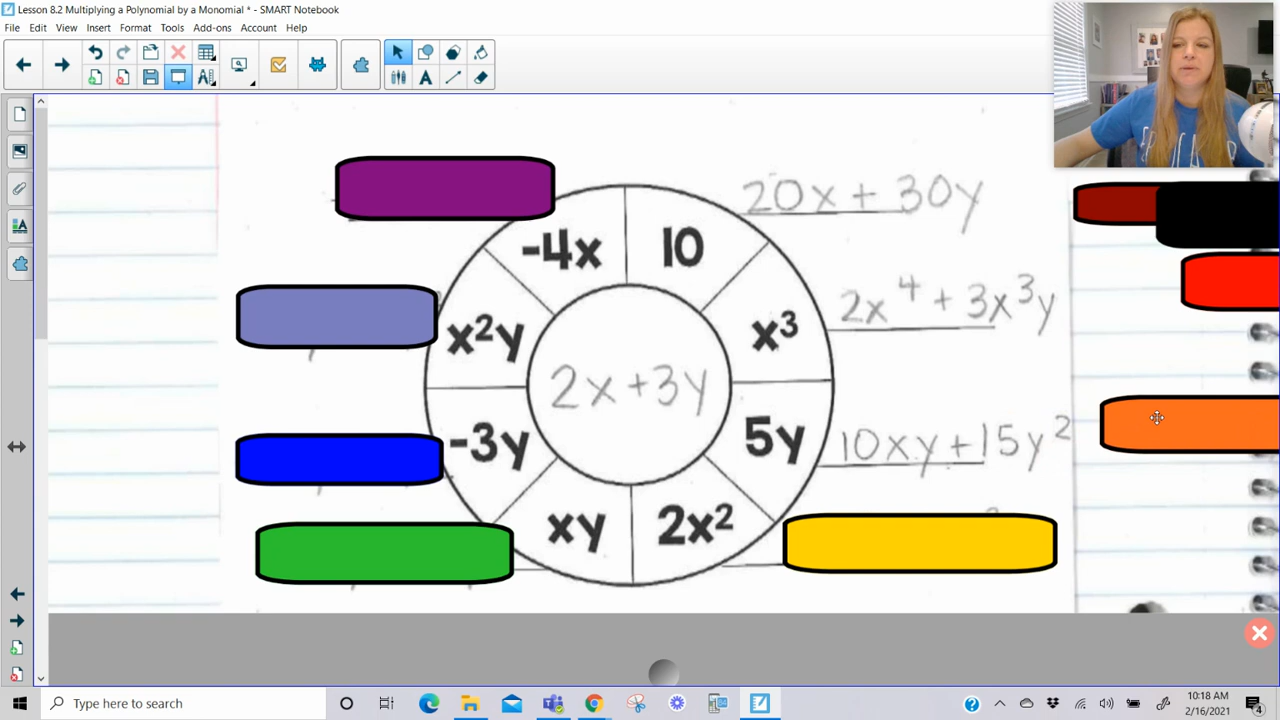 Lesson 8.2 Multiplying a Polynomial by a Monomial * - SMART Notebook
File Edit View Insert Format Tools Add-ons Account Help
20x + 30y
-4x 10
2x⁴ + 3x³y
x²y x³
2x+3y
-3y 5y 10xy+15y²
xy 2x²
Type here to search
10:18 AM
2/16/2021
4